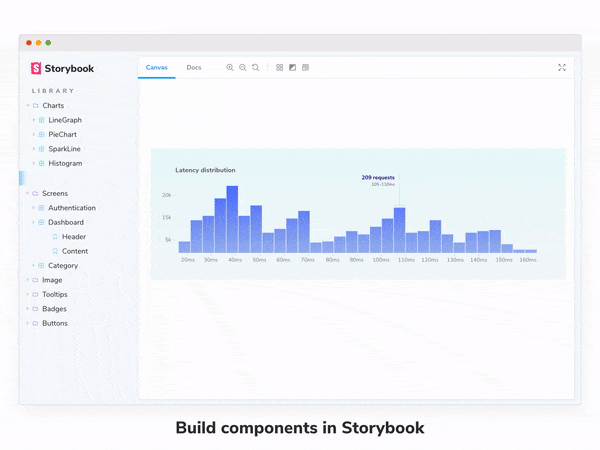 Storybook
Canvas
Docs
LIBRARY
Charts
LineGraph
PieChart
SparkLine
Histogram
Screens
Authentication
Dashboard
Header
Content
Category
Image
Tooltips
Badges
Buttons
Latency distribution
209 requests
105–110ms
20k
15k
5k
20ms 30ms 40ms 50ms 60ms 70ms 80ms 90ms 100ms 110ms 120ms 130ms 140ms 150ms 160ms
Build components in Storybook